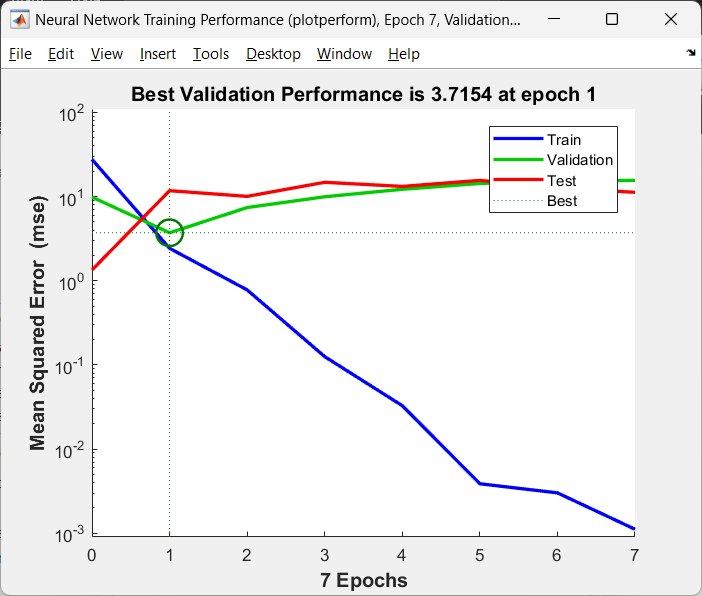 Neural Network Training Performance (plotperform), Epoch 7, Validation...
File Edit View Insert Tools Desktop Window Help
Best Validation Performance is 3.7154 at epoch 1
Mean Squared Error (mse)
10^2
10^1
10^0
10^-1
10^-2
10^-3
Train
Validation
Test
Best
0 1 2 3 4 5 6 7
7 Epochs